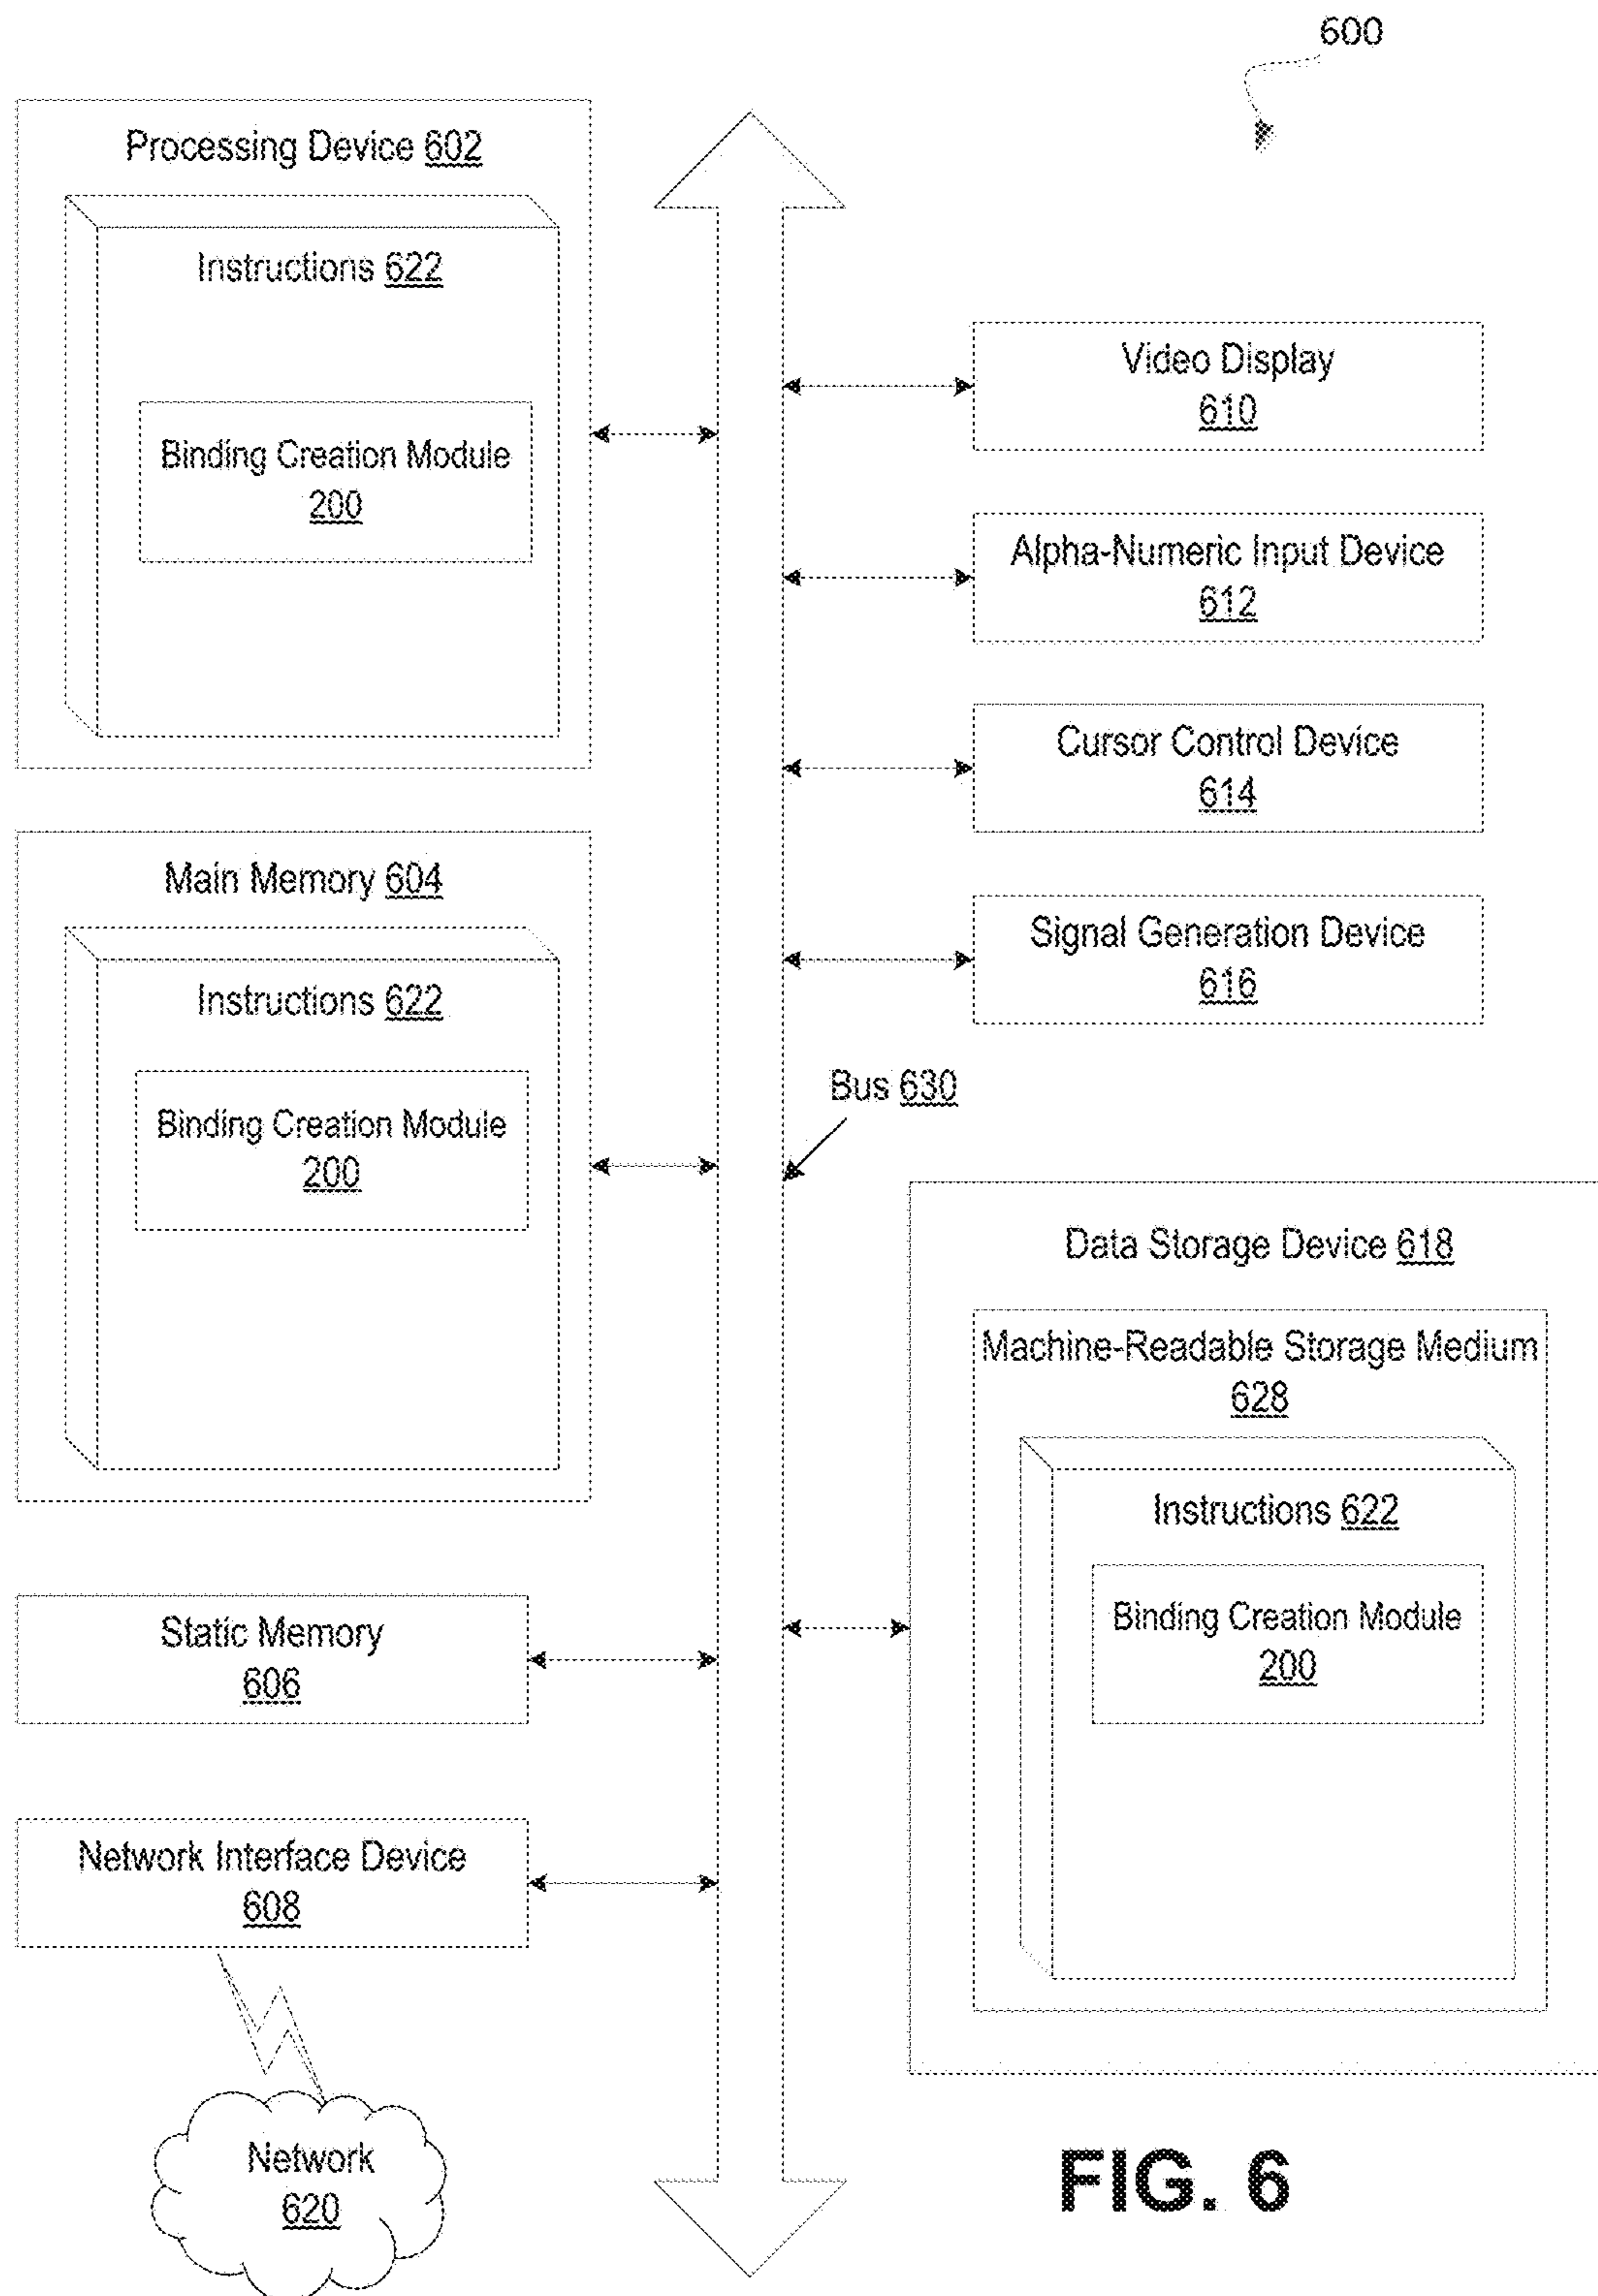 600
Processing Device 602
Instructions 622
Binding Creation Module
200
Main Memory 604
Instructions 622
Binding Creation Module
200
Static Memory
606
Network Interface Device
608
Network
620
Video Display
610
Alpha-Numeric Input Device
612
Cursor Control Device
614
Signal Generation Device
616
Bus 630
Data Storage Device 618
Machine-Readable Storage Medium
628
Instructions 622
Binding Creation Module
200
FIG. 6